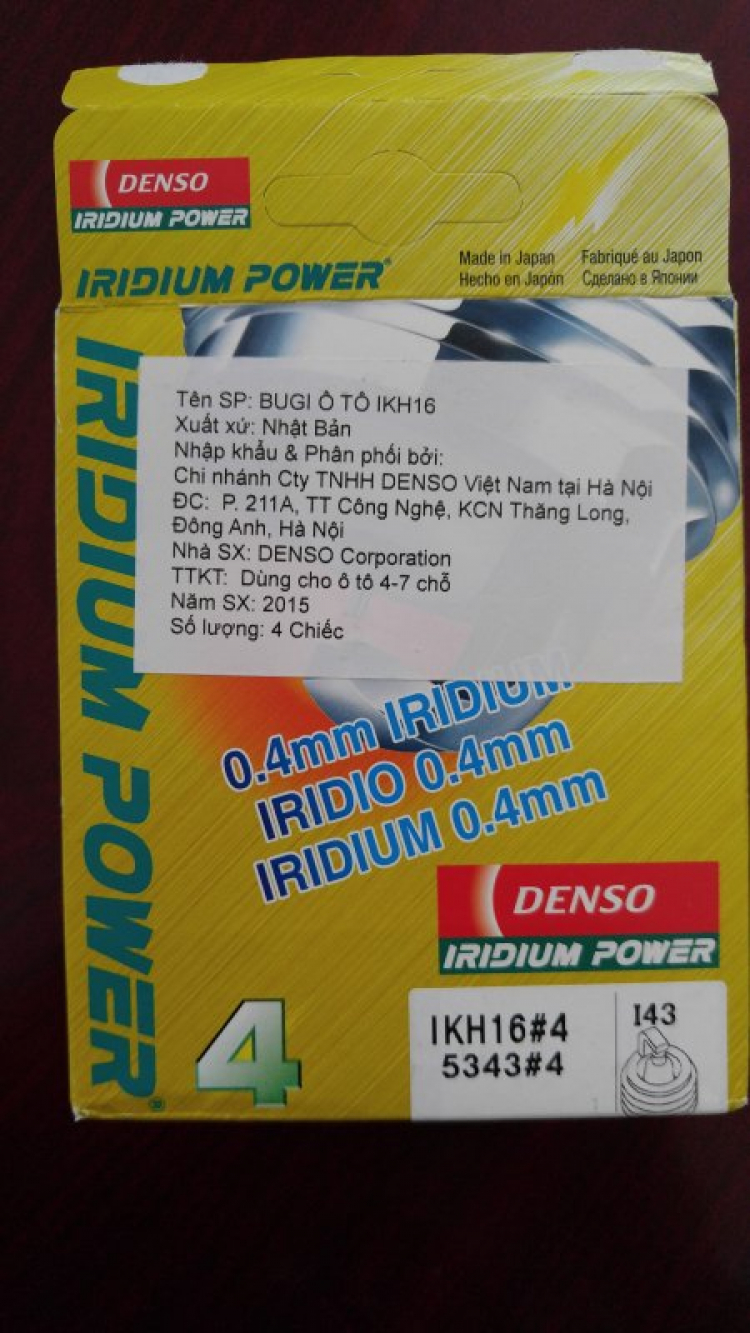 DENSO
IRIDIUM POWER
IRIDIUM POWER®
Made in Japan Fabriqué au Japon
Hecho en Japón Сделано в Японии
IRIDIUM POWER®
Tên SP: BUGI Ô TÔ IKH16
Xuất xứ: Nhật Bản
Nhập khẩu & Phân phối bởi:
Chi nhánh Cty TNHH DENSO Việt Nam tại Hà Nội
ĐC: P. 211A, TT Công Nghệ, KCN Thăng Long,
Đông Anh, Hà Nội
Nhà SX: DENSO Corporation
TTKT: Dùng cho ô tô 4-7 chỗ
Năm SX: 2015
Số lượng: 4 Chiếc
0.4mm IRIDIUM
IRIDIO 0.4mm
IRIDIUM 0.4mm
DENSO
IRIDIUM POWER
4
IKH16#4
5343#4
I43